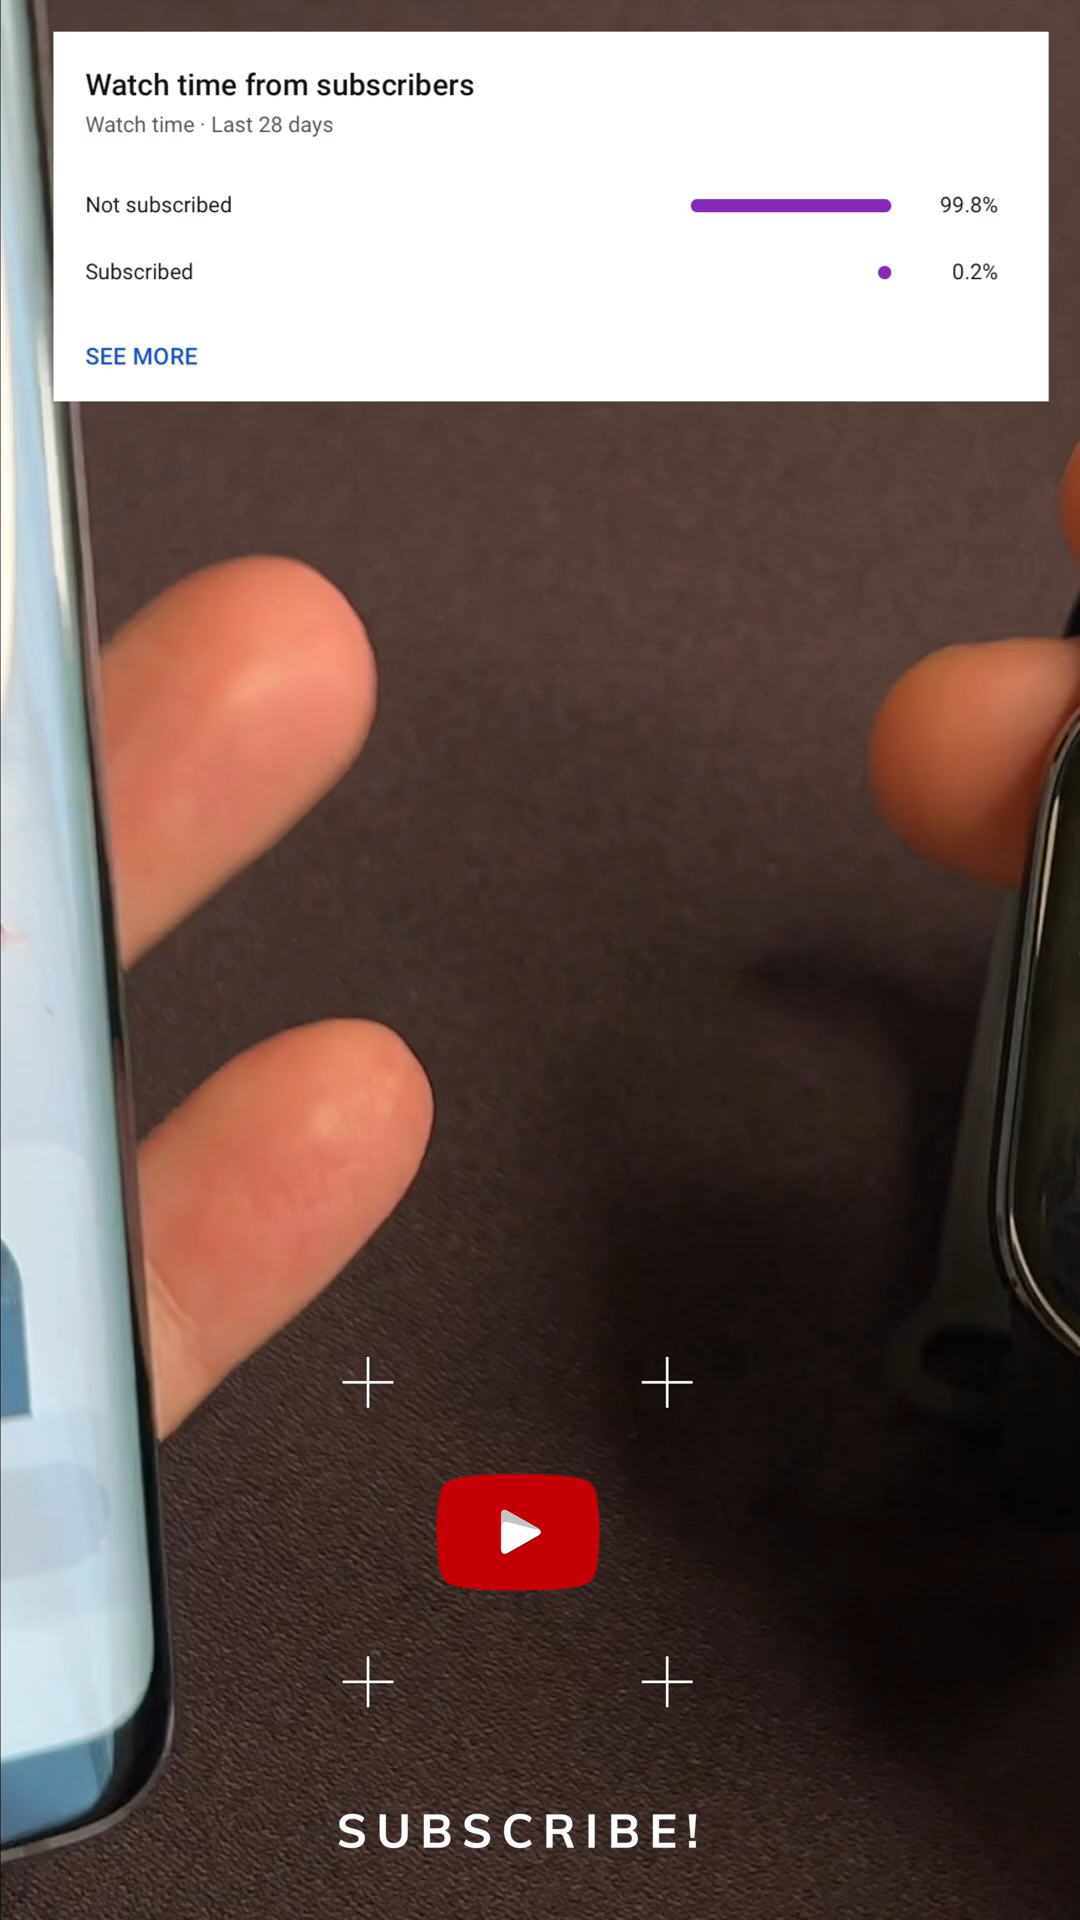 Watch time from subscribers
Watch time · Last 28 days
Not subscribed 99.8%
Subscribed 0.2%
SEE MORE
SUBSCRIBE!